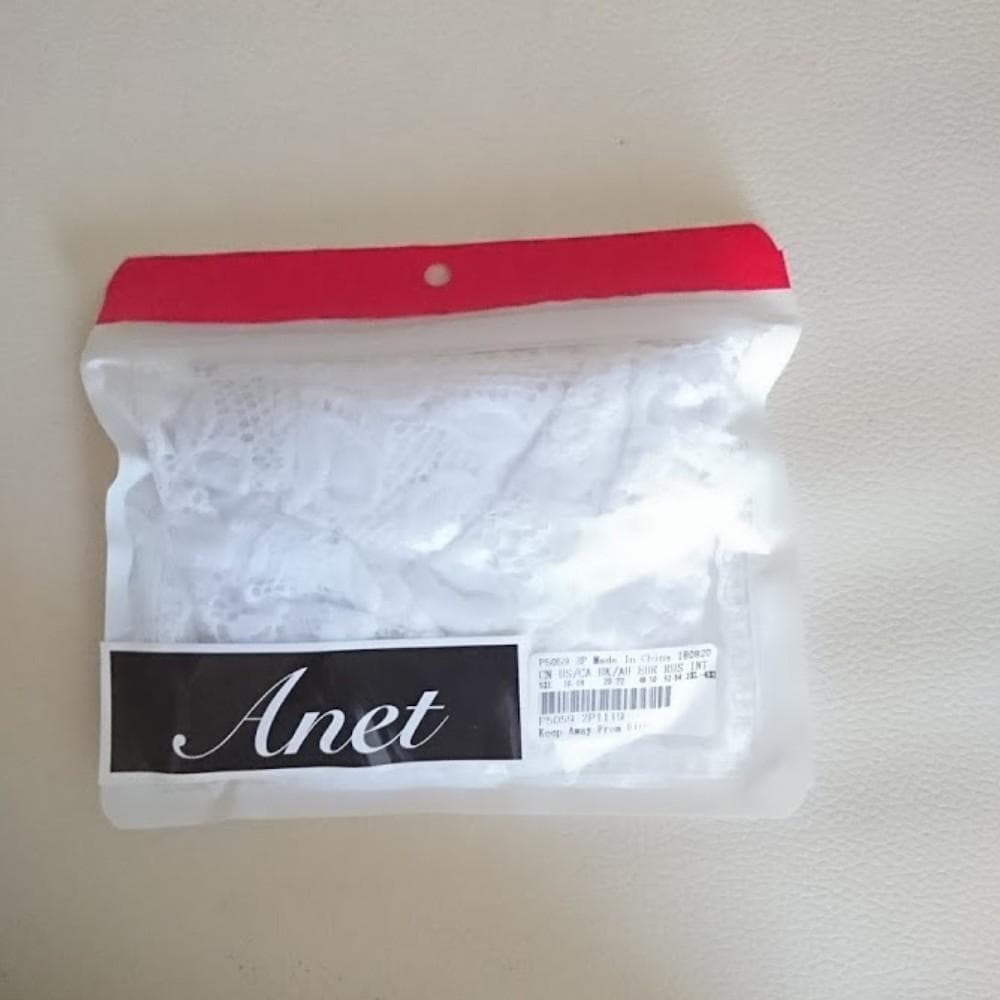 Anet
P5059-2P Made In China 180820
CN US/CA UK/AU EUR RUS INT
P5059-2P1119
Keep Away From